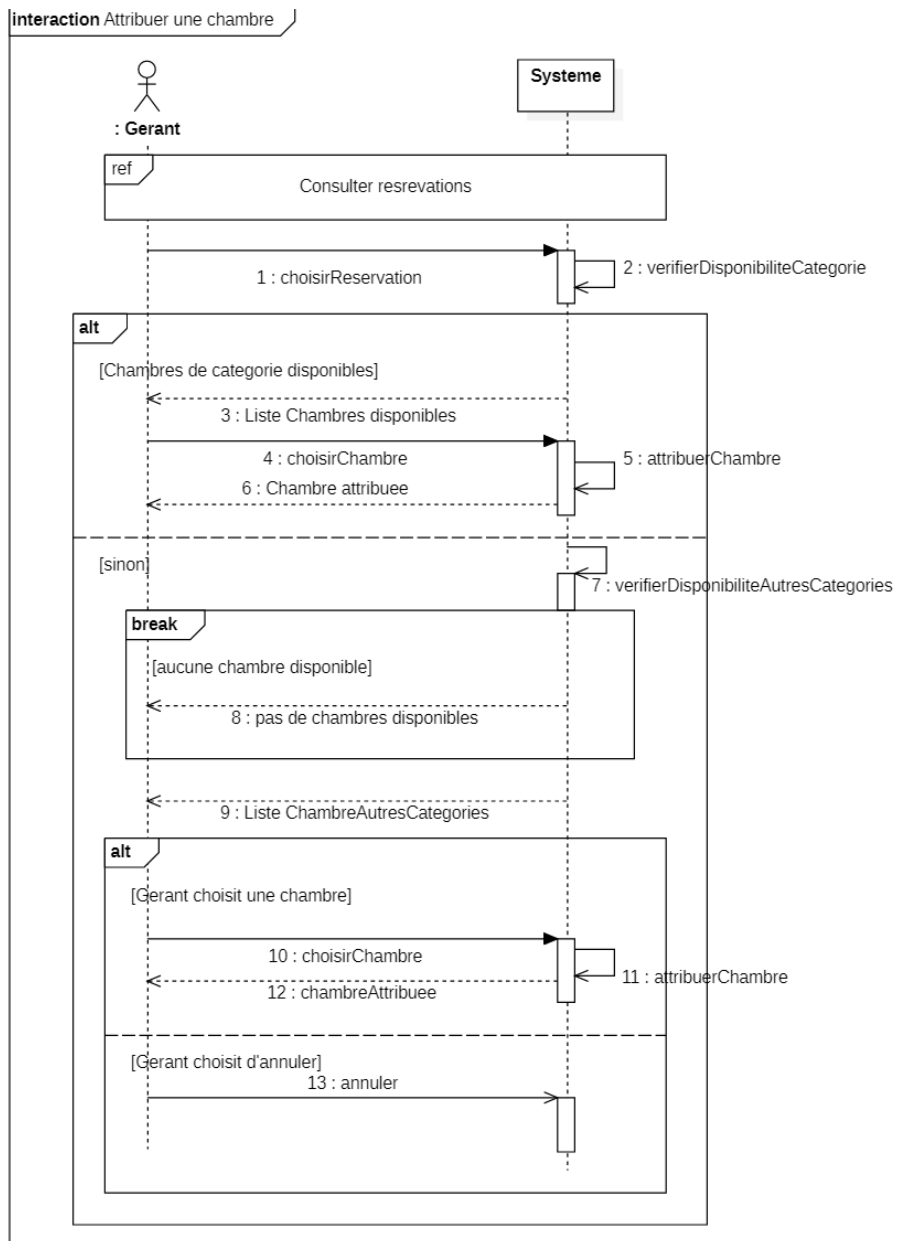 interaction Attribuer une chambre
Systeme
: Gerant
ref
Consulter resrevations
1 : choisirReservation
2 : verifierDisponibiliteCategorie
alt
[Chambres de categorie disponibles]
3 : Liste Chambres disponibles
4 : choisirChambre
5 : attribuerChambre
6 : Chambre attribuee
[sinon]
7 : verifierDisponibiliteAutresCategories
break
[aucune chambre disponible]
8 : pas de chambres disponibles
9 : Liste ChambreAutresCategories
alt
[Gerant choisit une chambre]
10 : choisirChambre
11 : attribuerChambre
12 : chambreAttribuee
[Gerant choisit d'annuler]
13 : annuler